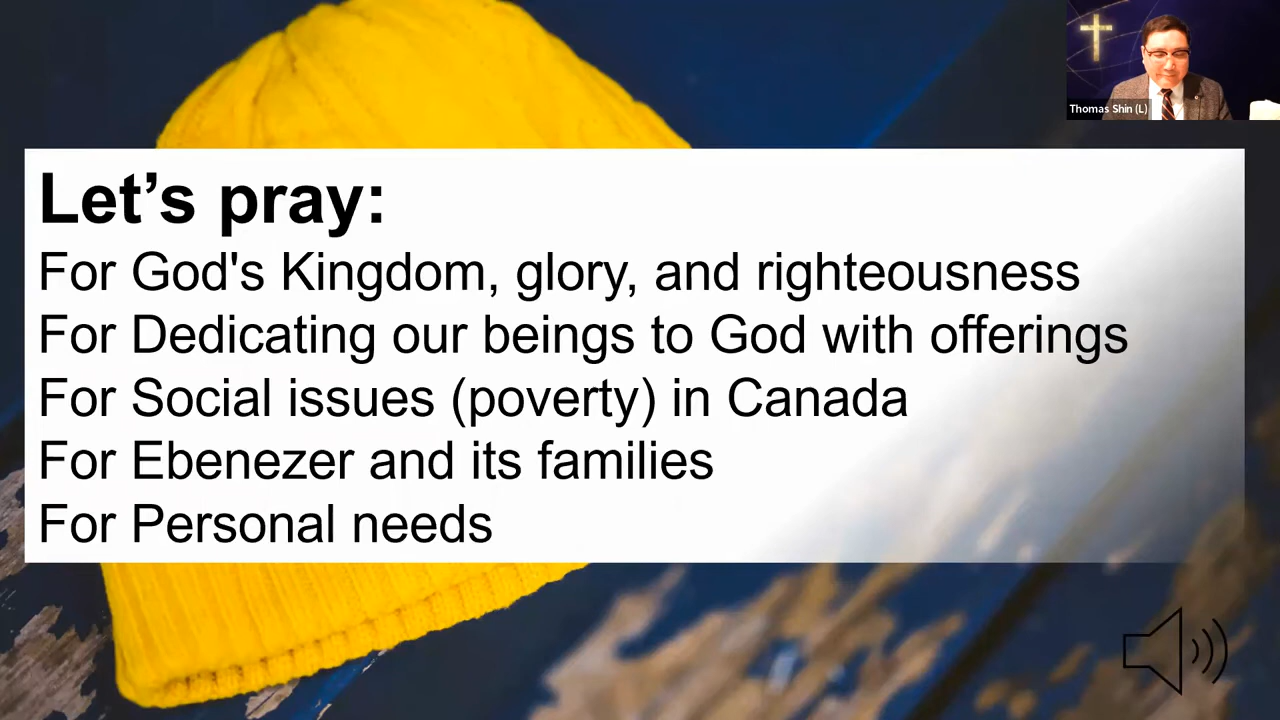 Thomas Shin (L)
Let’s pray:
For God's Kingdom, glory, and righteousness
For Dedicating our beings to God with offerings
For Social issues (poverty) in Canada
For Ebenezer and its families
For Personal needs